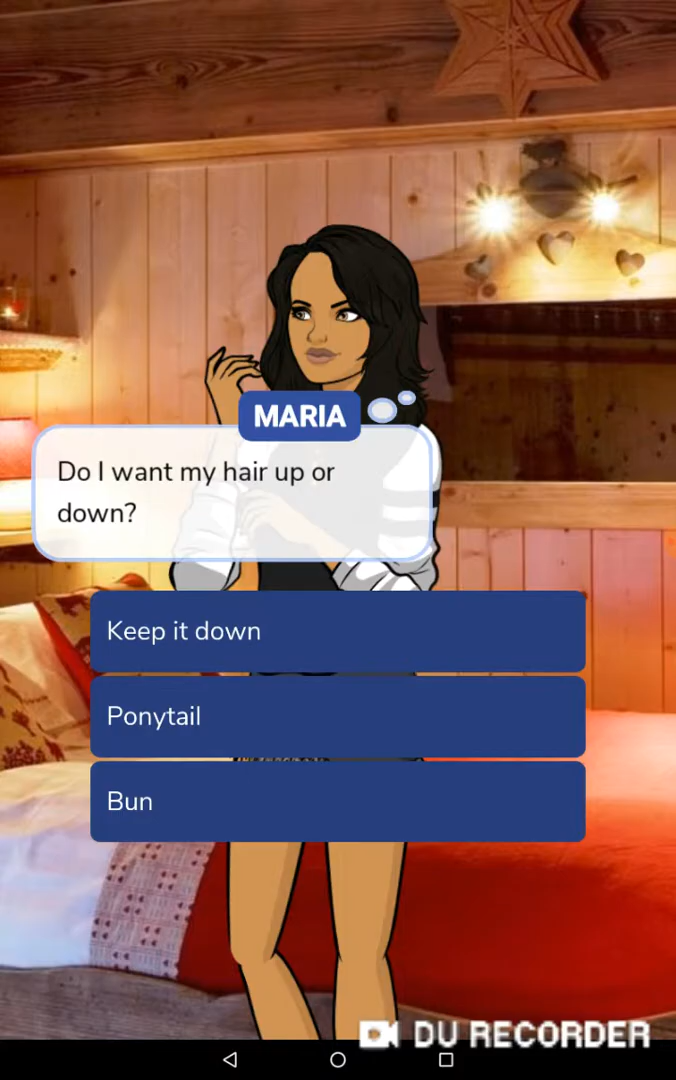 MARIA
Do I want my hair up or
down?
Keep it down
Ponytail
Bun
DU RECORDER